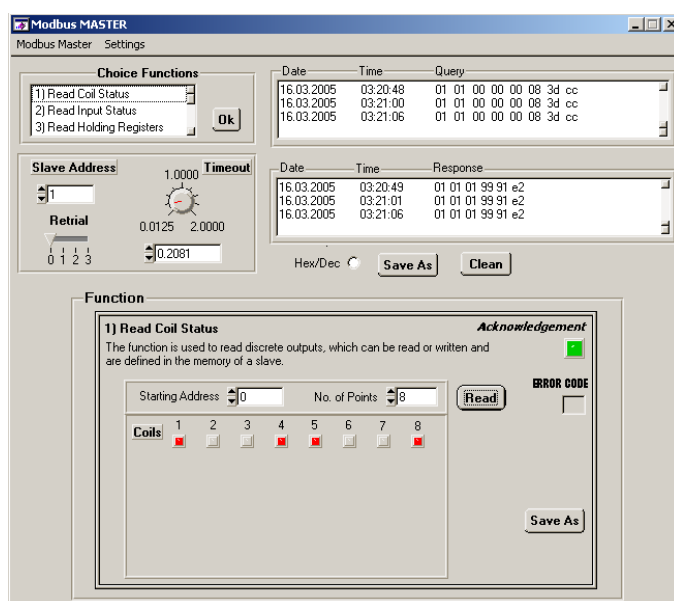 Modbus MASTER
Modbus Master Settings
Choice Functions
1) Read Coil Status
2) Read Input Status
3) Read Holding Registers
Ok
Date Time Query
16.03.2005 03:20:48 01 01 00 00 00 08 3d cc
16.03.2005 03:21:00 01 01 00 00 00 08 3d cc
16.03.2005 03:21:06 01 01 00 00 00 08 3d cc
Slave Address
1
Retrial
0 1 2 3
Timeout
1.0000
0.0125 2.0000
0.2081
Date Time Response
16.03.2005 03:20:49 01 01 01 99 91 e2
16.03.2005 03:21:01 01 01 01 99 91 e2
16.03.2005 03:21:06 01 01 01 99 91 e2
Hex/Dec Save As Clean
Function
1) Read Coil Status Acknowledgement
The function is used to read discrete outputs, which can be read or written and
are defined in the memory of a slave.
ERROR CODE
Starting Address 0 No. of Points 8 Read
Coils 1 2 3 4 5 6 7 8
Save As